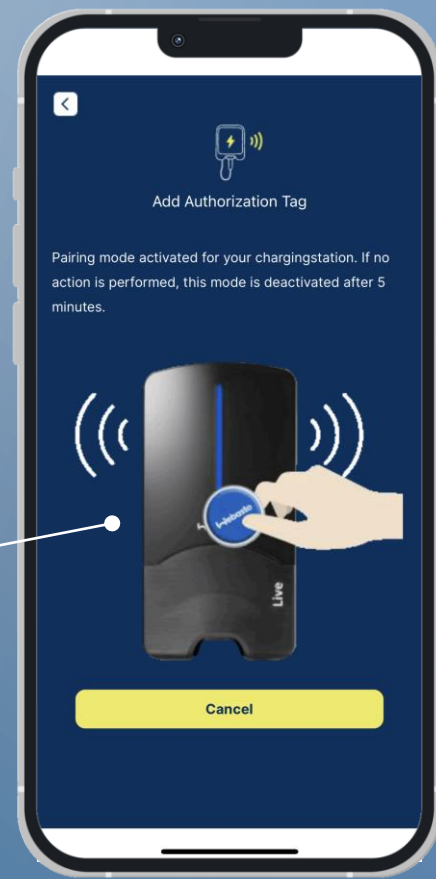 Add Authorization Tag
Pairing mode activated for your chargingstation. If no
action is performed, this mode is deactivated after 5
minutes.
Webasto
Live
Cancel